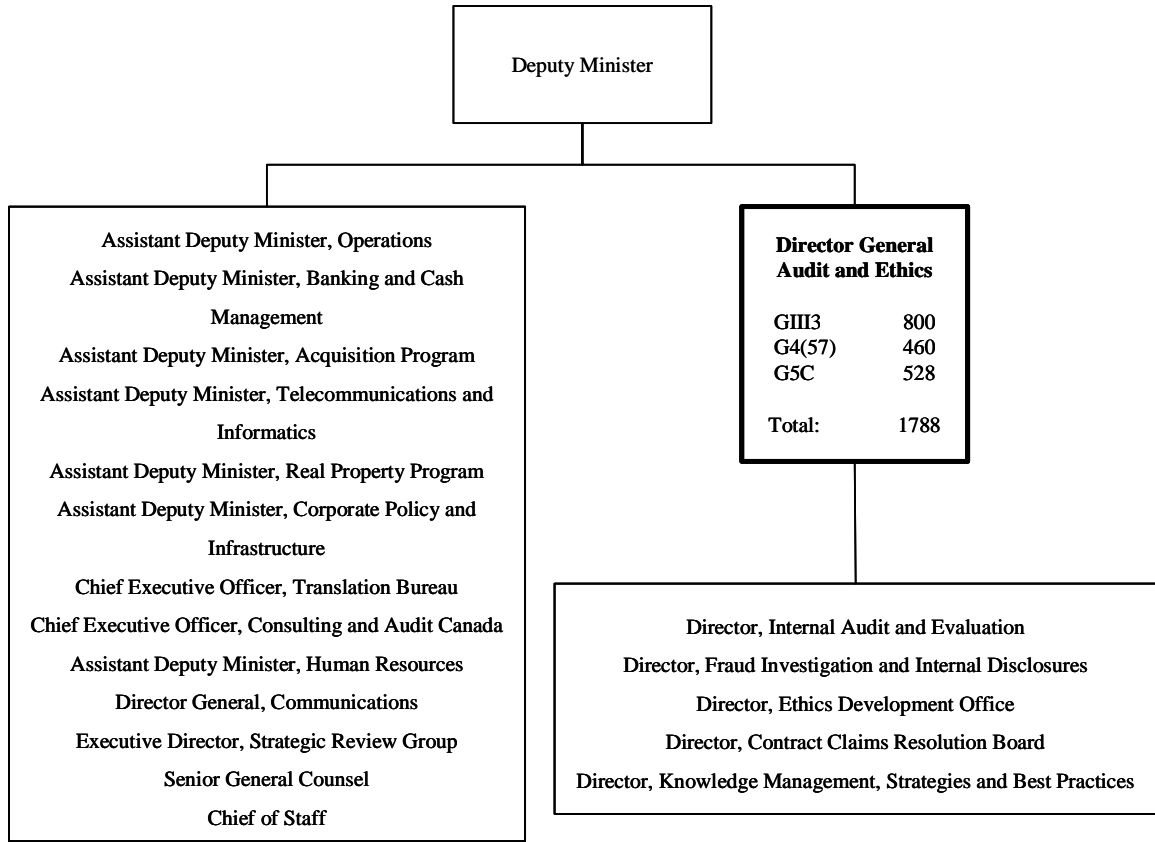 Deputy Minister
Assistant Deputy Minister, Operations
Assistant Deputy Minister, Banking and Cash
Management
Assistant Deputy Minister, Acquisition Program
Assistant Deputy Minister, Telecommunications and
Informatics
Assistant Deputy Minister, Real Property Program
Assistant Deputy Minister, Corporate Policy and
Infrastructure
Chief Executive Officer, Translation Bureau
Chief Executive Officer, Consulting and Audit Canada
Assistant Deputy Minister, Human Resources
Director General, Communications
Executive Director, Strategic Review Group
Senior General Counsel
Chief of Staff
Director General
Audit and Ethics
GIII3 800
G4(57) 460
G5C 528
Total: 1788
Director, Internal Audit and Evaluation
Director, Fraud Investigation and Internal Disclosures
Director, Ethics Development Office
Director, Contract Claims Resolution Board
Director, Knowledge Management, Strategies and Best Practices